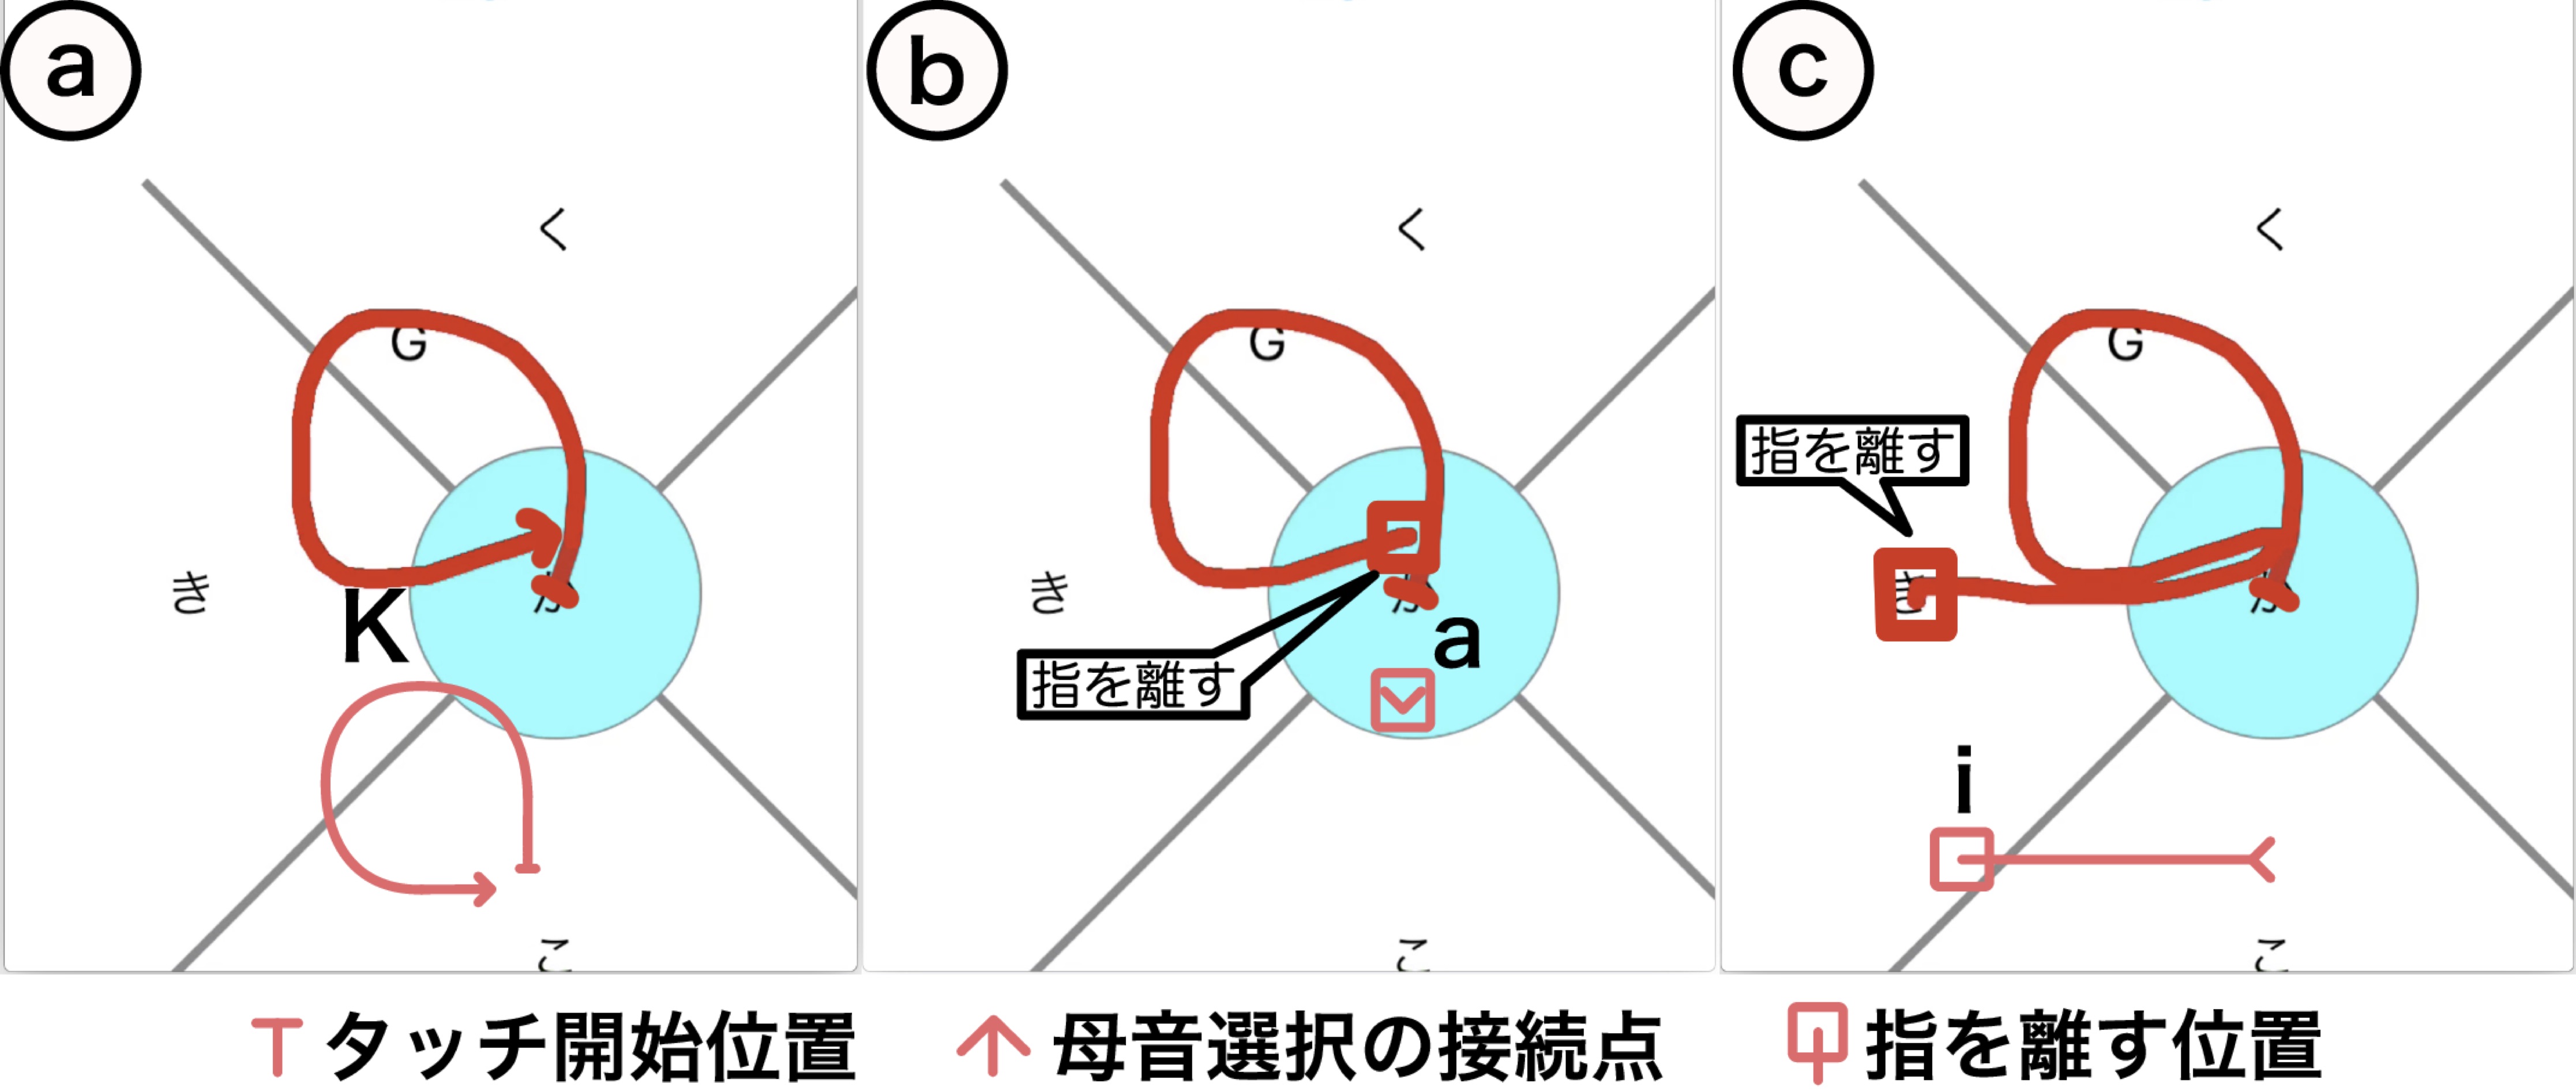 a
く
G
き
か
K
こ
b
く
G
き
か
a
指を離す
こ
c
く
G
指を離す
き
か
i
こ
タッチ開始位置
母音選択の接続点
指を離す位置